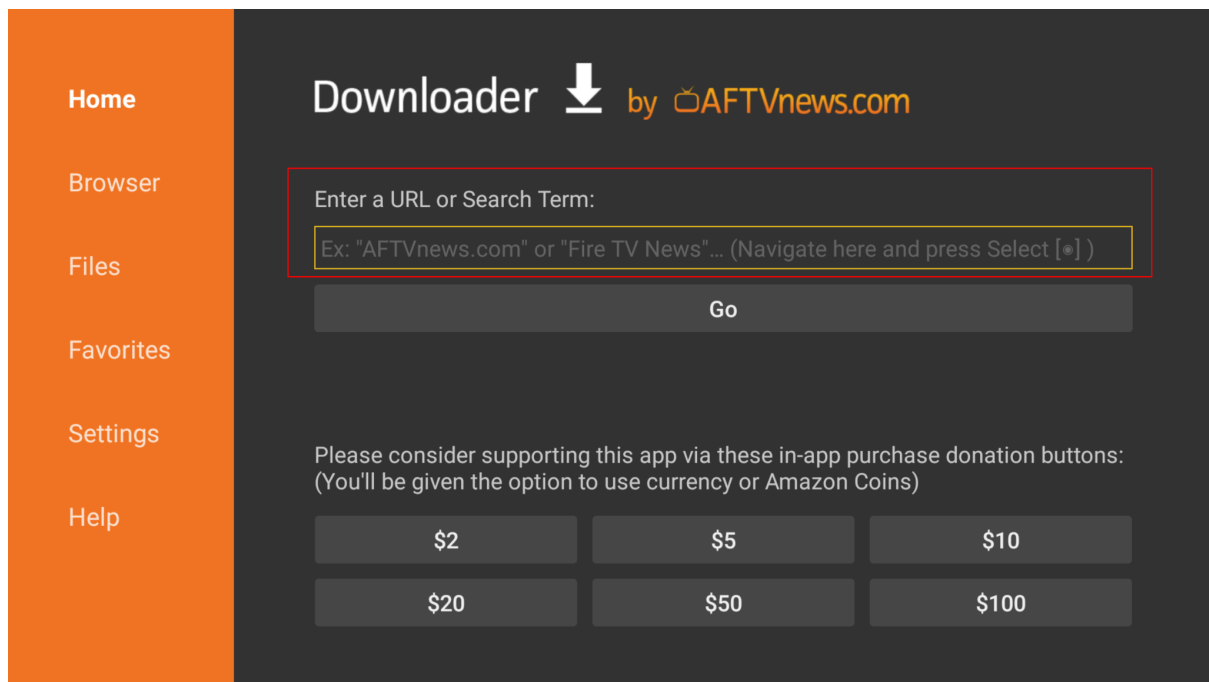 Home
Browser
Files
Favorites
Settings
Help
Downloader by AFTVnews.com
Enter a URL or Search Term:
Ex: "AFTVnews.com" or "Fire TV News"... (Navigate here and press Select [◉] )
Go
Please consider supporting this app via these in-app purchase donation buttons:
(You'll be given the option to use currency or Amazon Coins)
$2 $5 $10
$20 $50 $100